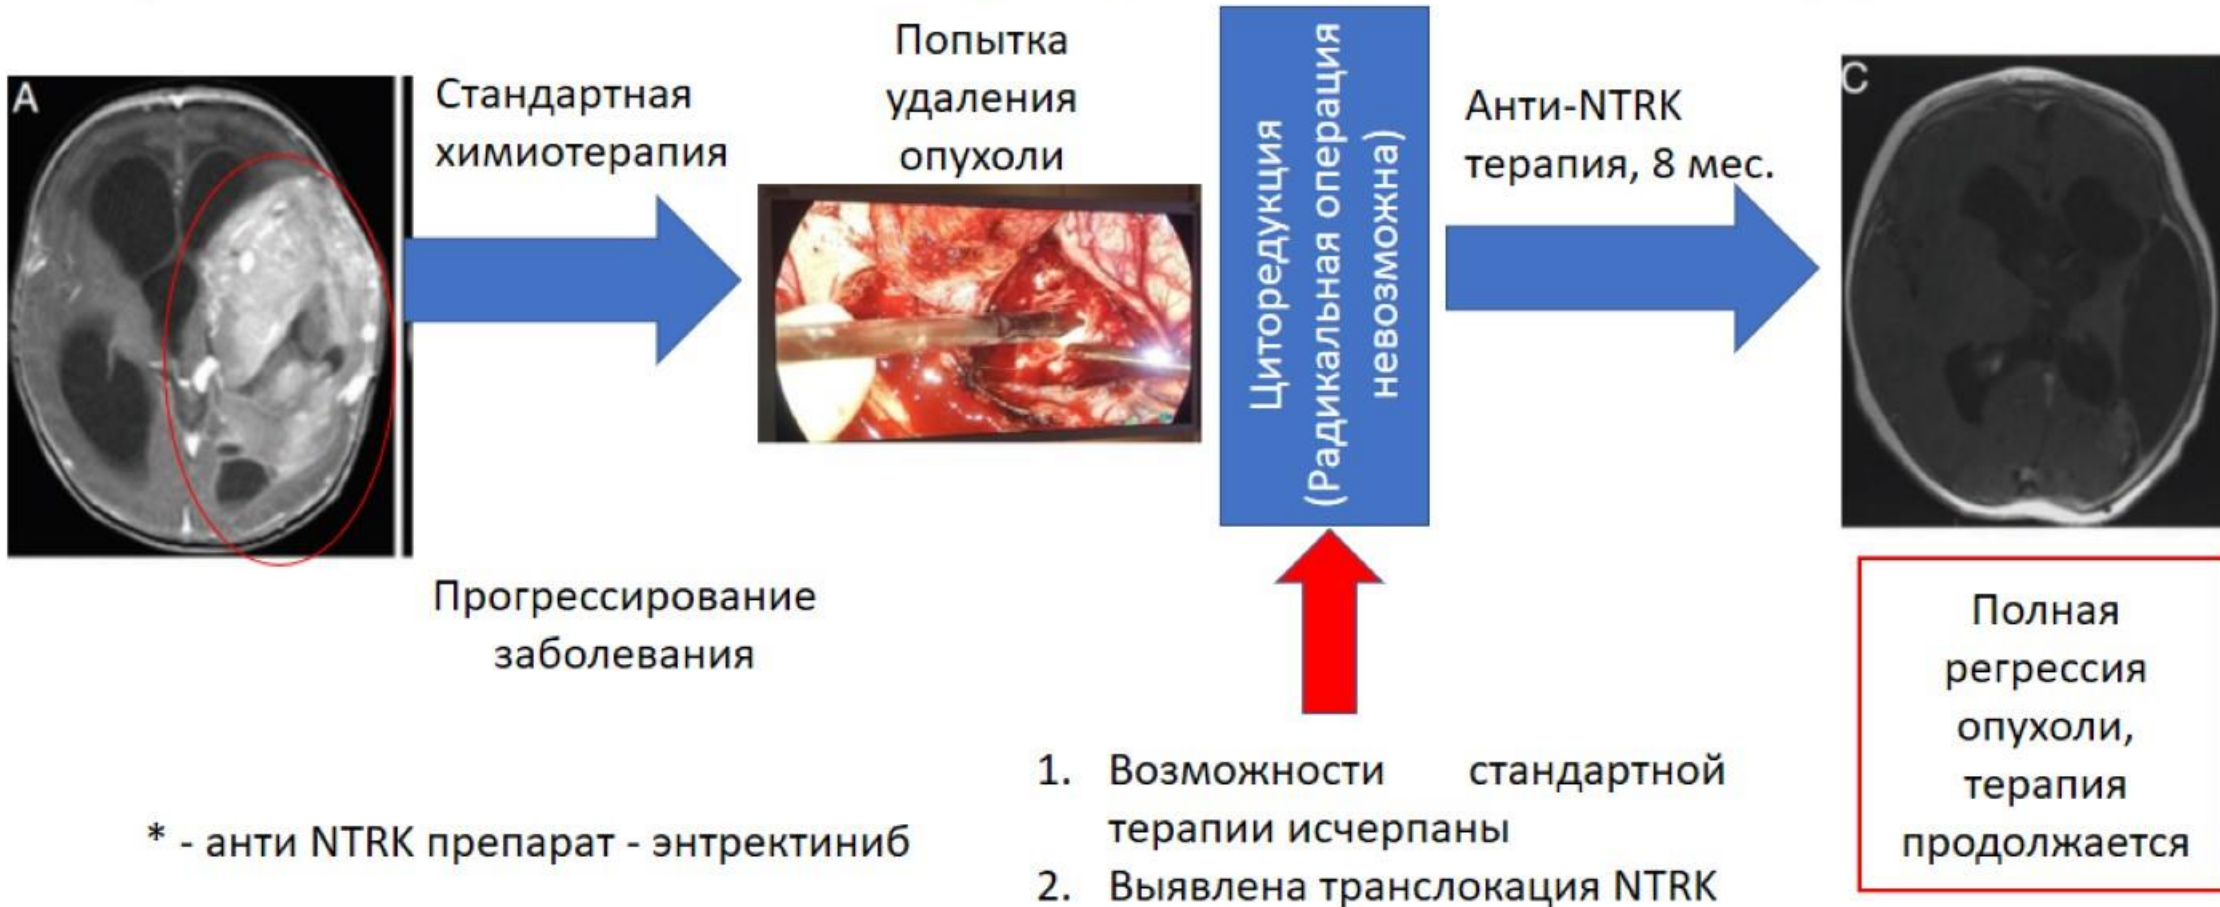 A
Стандартная
химиотерапия
Прогрессирование
заболевания
Попытка
удаления
опухоли
Циторедукция
(Радикальная операция
невозможна)
1. Возможности стандартной
терапии исчерпаны
2. Выявлена транслокация NTRK
Анти-NTRK
терапия, 8 мес.
C
Полная
регрессия
опухоли,
терапия
продолжается
* - анти NTRK препарат - энтректиниб